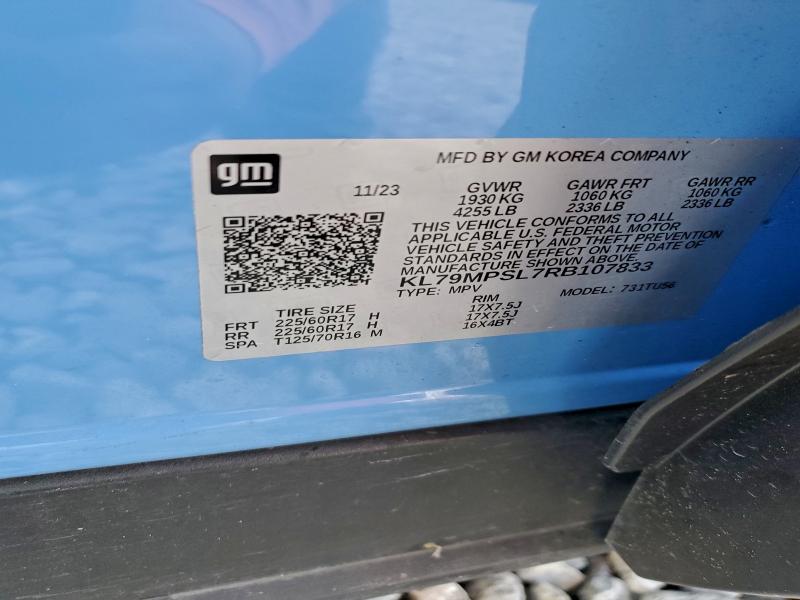 gm
MFD BY GM KOREA COMPANY
11/23
GVWR GAWR FRT GAWR RR
1930 KG 1060 KG 1060 KG
4255 LB 2336 LB 2336 LB
THIS VEHICLE CONFORMS TO ALL
APPLICABLE U.S. FEDERAL MOTOR
VEHICLE SAFETY AND THEFT PREVENTION
STANDARDS IN EFFECT ON THE DATE OF
MANUFACTURE SHOWN ABOVE.
KL79MPSL7RB107833
TYPE: MPV MODEL: 731TU56
TIRE SIZE RIM
FRT 225/60R17 H 17X7.5J
RR 225/60R17 H 17X7.5J
SPA T125/70R16 M 16X4BT